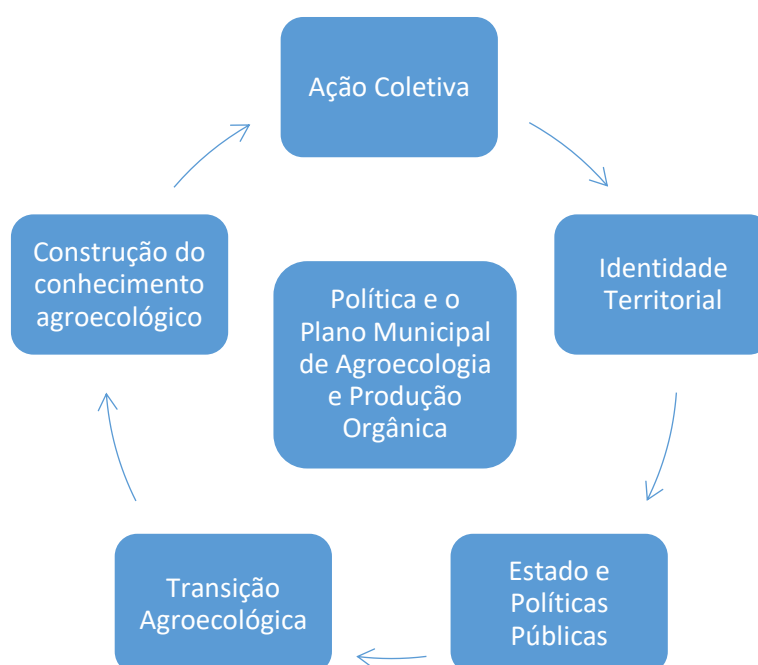 Ação Coletiva
Identidade
Territorial
Estado e
Políticas
Públicas
Transição
Agroecológica
Construção do
conhecimento
agroecológico
Política e o
Plano Municipal
de Agroecologia
e Produção
Orgânica